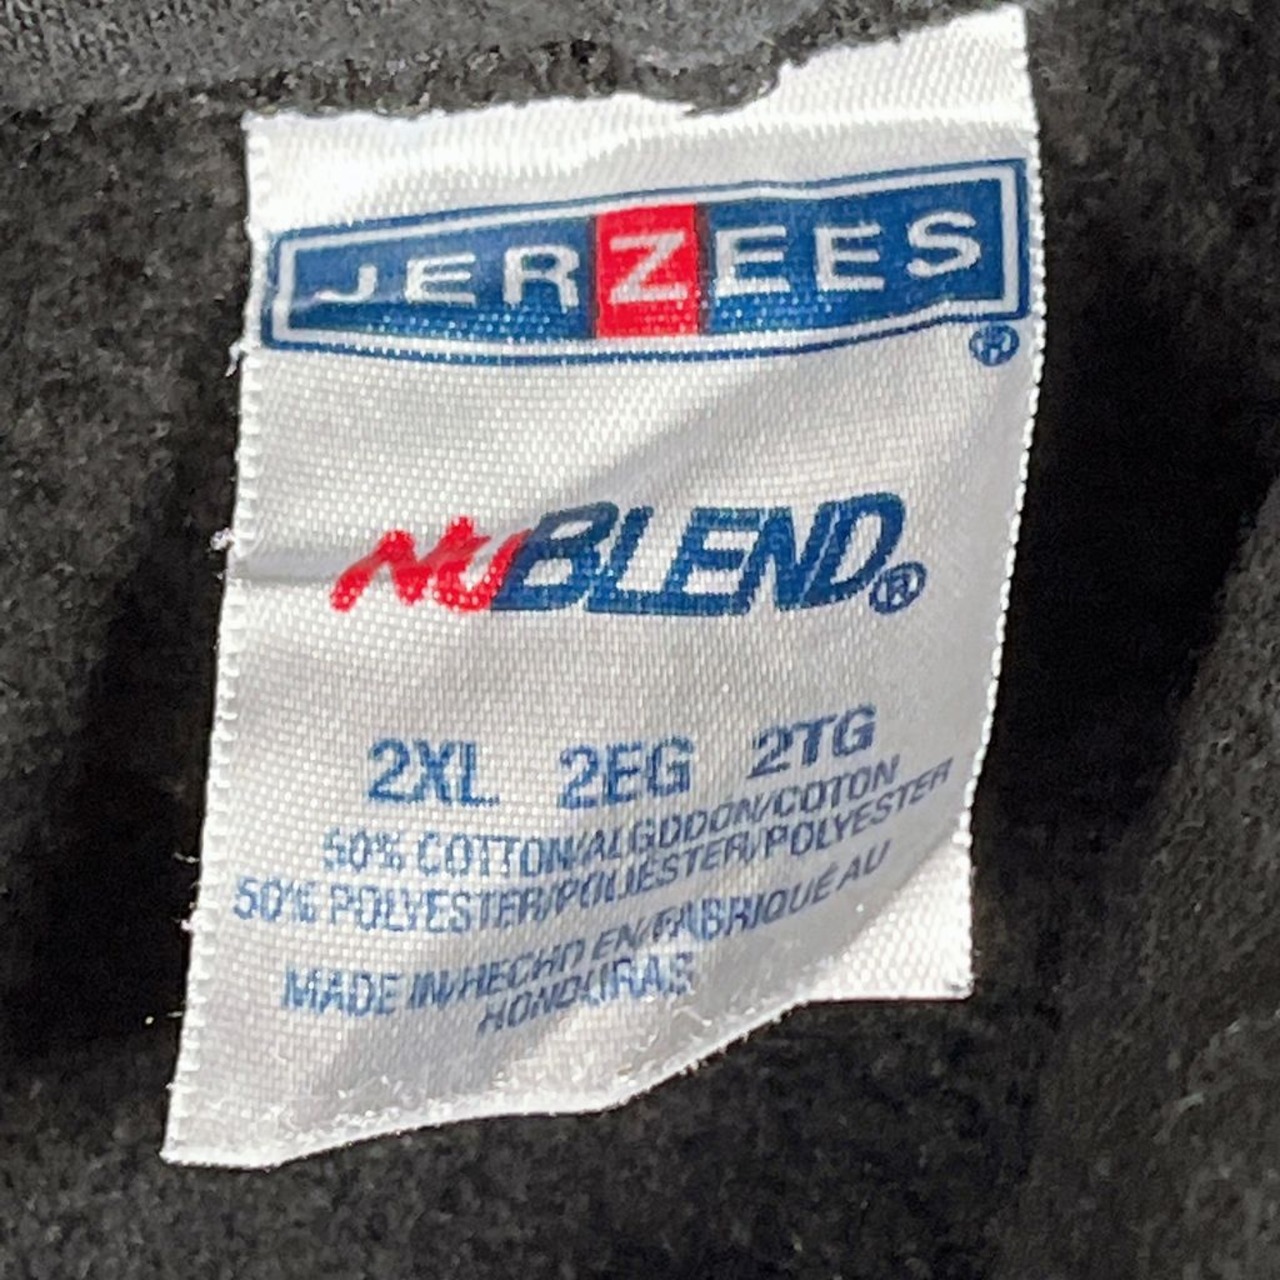 JERZEES®
NUBLEND®
2XL 2EG 2TG
50% COTTON/ALGODON/COTON
50% POLYESTER/POLIESTER/POLYESTER
MADE IN/HECHO EN/FABRIQUÉ AU
HONDURAS